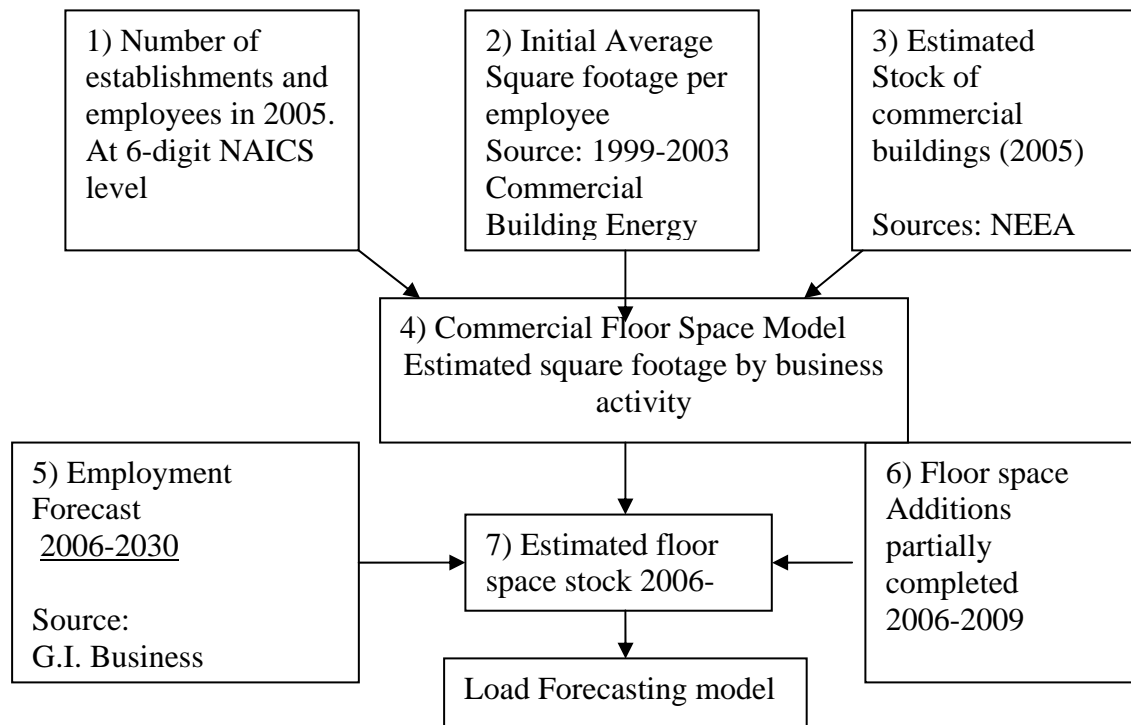 1) Number of
establishments and
employees in 2005.
At 6-digit NAICS
level
2) Initial Average
Square footage per
employee
Source: 1999-2003
Commercial
Building Energy
3) Estimated
Stock of
commercial
buildings (2005)
Sources: NEEA
4) Commercial Floor Space Model
Estimated square footage by business
activity
5) Employment
Forecast
2006-2030
Source:
G.I. Business
6) Floor space
Additions
partially
completed
2006-2009
7) Estimated floor
space stock 2006-
Load Forecasting model